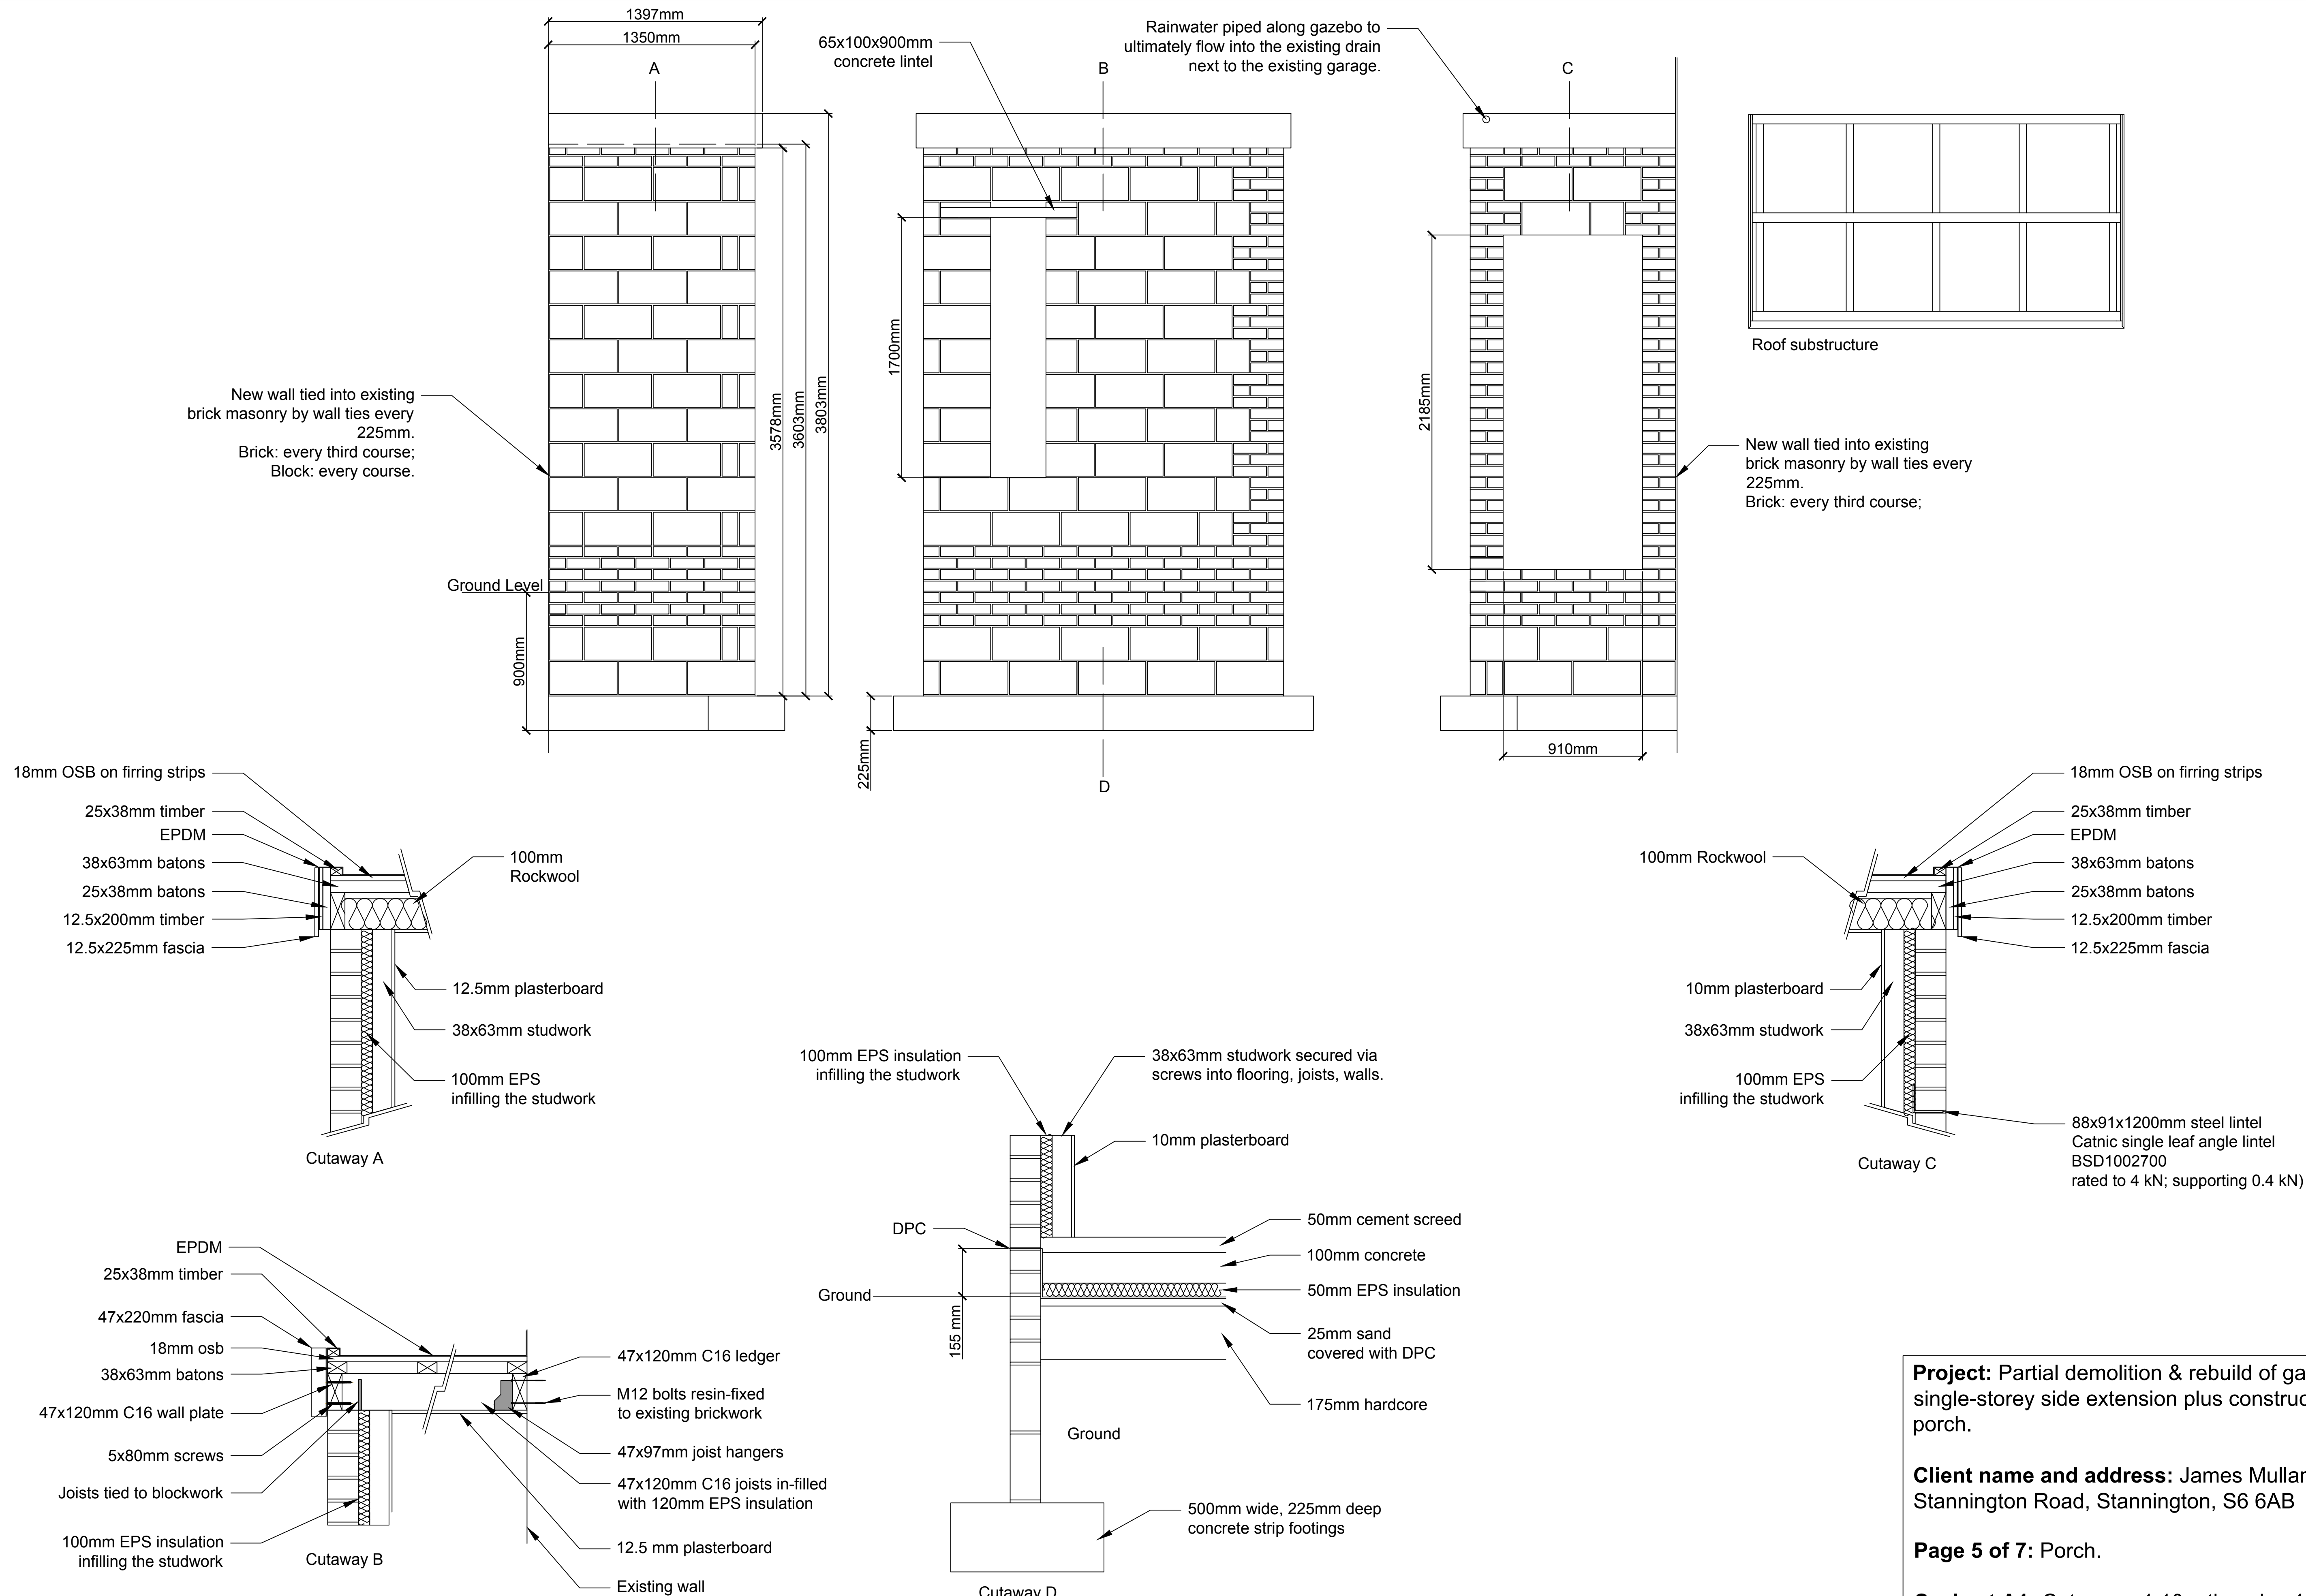 1397mm
1350mm
A
65x100x900mm
concrete lintel
B
Rainwater piped along gazebo to
ultimately flow into the existing drain
next to the existing garage.
C
Roof substructure
New wall tied into existing
brick masonry by wall ties every
225mm.
Brick: every third course;
Block: every course.
Ground Level
900mm
3578mm
3603mm
3803mm
1700mm
225mm
D
2185mm
910mm
New wall tied into existing
brick masonry by wall ties every
225mm.
Brick: every third course;
18mm OSB on firring strips
25x38mm timber
EPDM
38x63mm batons
25x38mm batons
12.5x200mm timber
12.5x225mm fascia
100mm
Rockwool
12.5mm plasterboard
38x63mm studwork
100mm EPS
infilling the studwork
Cutaway A
18mm OSB on firring strips
25x38mm timber
EPDM
38x63mm batons
25x38mm batons
12.5x200mm timber
12.5x225mm fascia
100mm Rockwool
10mm plasterboard
38x63mm studwork
100mm EPS
infilling the studwork
88x91x1200mm steel lintel
Catnic single leaf angle lintel
BSD1002700
rated to 4 kN; supporting 0.4 kN)
Cutaway C
EPDM
25x38mm timber
47x220mm fascia
18mm osb
38x63mm batons
47x120mm C16 wall plate
5x80mm screws
Joists tied to blockwork
100mm EPS insulation
infilling the studwork
47x120mm C16 ledger
M12 bolts resin-fixed
to existing brickwork
47x97mm joist hangers
47x120mm C16 joists in-filled
with 120mm EPS insulation
12.5 mm plasterboard
Existing wall
Cutaway B
100mm EPS insulation
infilling the studwork
38x63mm studwork secured via
screws into flooring, joists, walls.
10mm plasterboard
DPC
Ground
155 mm
50mm cement screed
100mm concrete
50mm EPS insulation
25mm sand
covered with DPC
175mm hardcore
Ground
500mm wide, 225mm deep
concrete strip footings
Cutaway D
Project: Partial demolition & rebuild of ga
single-storey side extension plus construc
porch.
Client name and address: James Mullar
Stannington Road, Stannington, S6 6AB
Page 5 of 7: Porch.